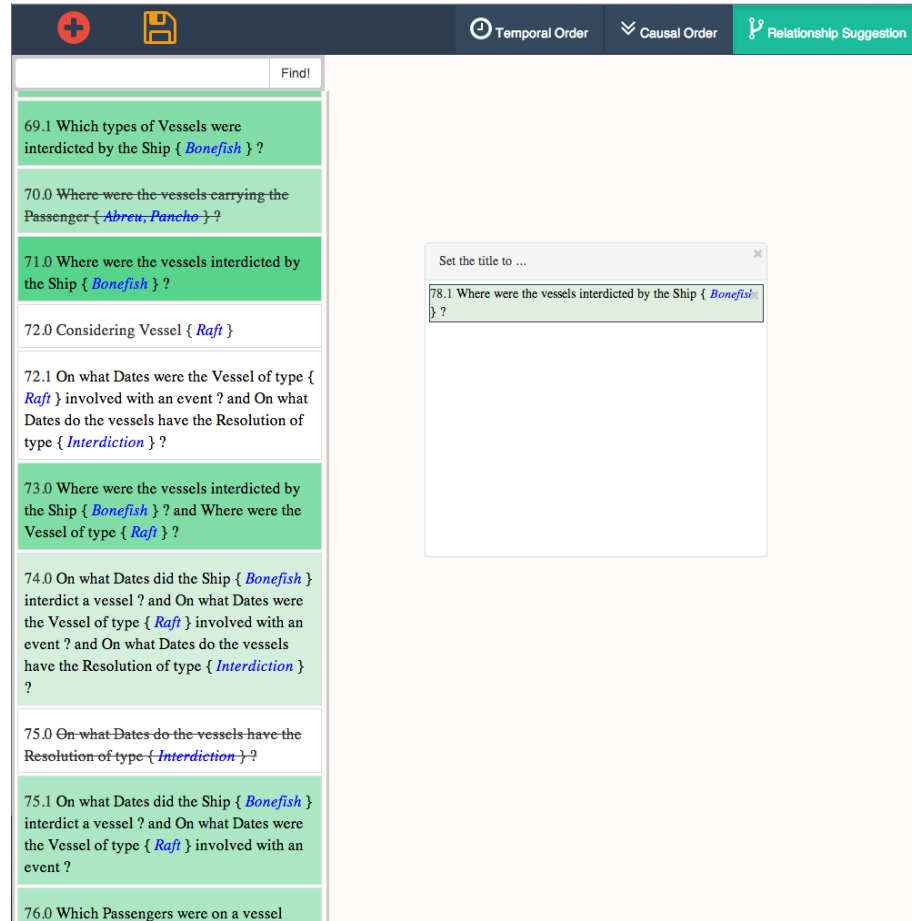 Temporal Order
Causal Order
Relationship Suggestion
Find!
69.1 Which types of Vessels were
interdicted by the Ship { Bonefish } ?
70.0 Where were the vessels carrying the
Passenger { Abreu, Pancho } ?
71.0 Where were the vessels interdicted by
the Ship { Bonefish } ?
72.0 Considering Vessel { Raft }
72.1 On what Dates were the Vessel of type {
Raft } involved with an event ? and On what
Dates do the vessels have the Resolution of
type { Interdiction } ?
73.0 Where were the vessels interdicted by
the Ship { Bonefish } ? and Where were the
Vessel of type { Raft } ?
74.0 On what Dates did the Ship { Bonefish }
interdict a vessel ? and On what Dates were
the Vessel of type { Raft } involved with an
event ? and On what Dates do the vessels
have the Resolution of type { Interdiction }
?
75.0 On what Dates do the vessels have the
Resolution of type { Interdiction } ?
75.1 On what Dates did the Ship { Bonefish }
interdict a vessel ? and On what Dates were
the Vessel of type { Raft } involved with an
event ?
76.0 Which Passengers were on a vessel
Set the title to ...
78.1 Where were the vessels interdicted by the Ship { Bonefish
} ?